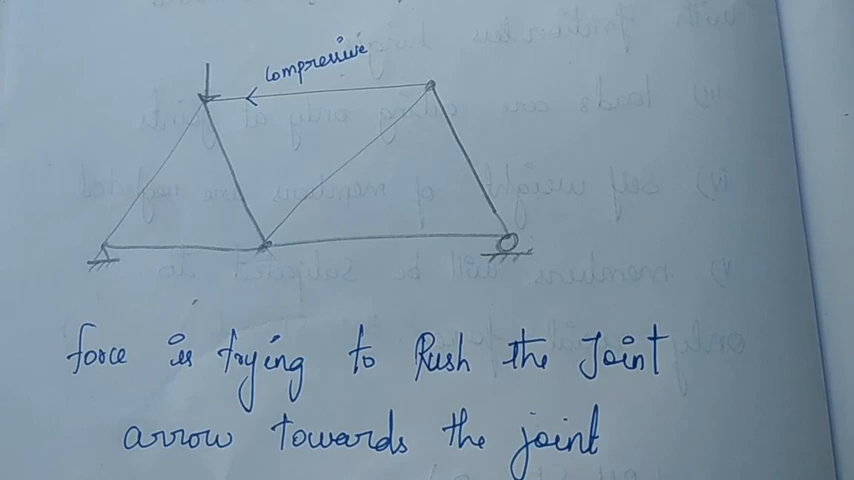 compressive
force is trying to Push the Joint
arrow towards the joint